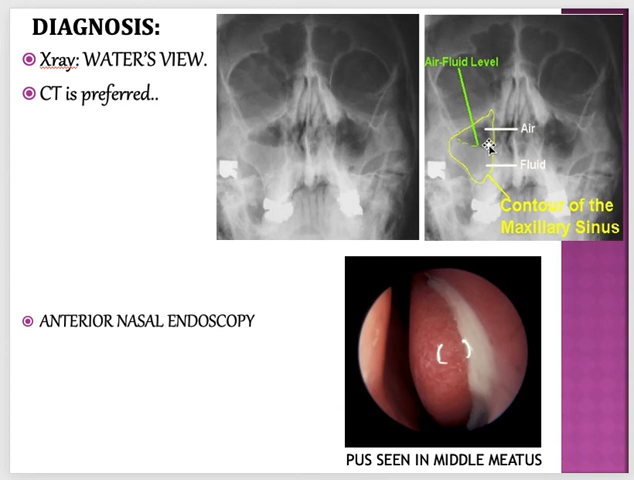 DIAGNOSIS:
Xray: WATER'S VIEW.
CT is preferred..
Air-Fluid Level
Air
Fluid
Contour of the
Maxillary Sinus
ANTERIOR NASAL ENDOSCOPY
PUS SEEN IN MIDDLE MEATUS